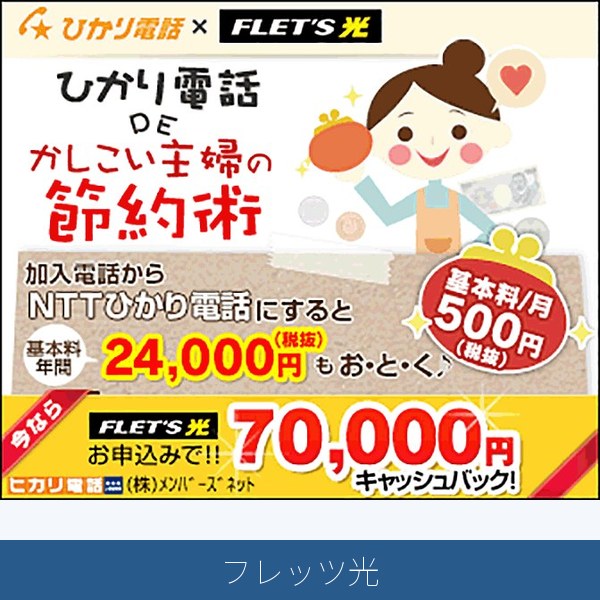 ひかり電話 × FLET'S 光
ひかり電話
DE
かしこい主婦の
節約術
加入電話から
NTTひかり電話にすると
基本料
年間
24,000円(税抜)もお・と・く♪
基本料/月
500円
(税抜)
今なら
FLET'S 光
お申込みで!!
70,000円
キャッシュバック!
ヒカリ電話.com (株)メンバーズネット
フレッツ光